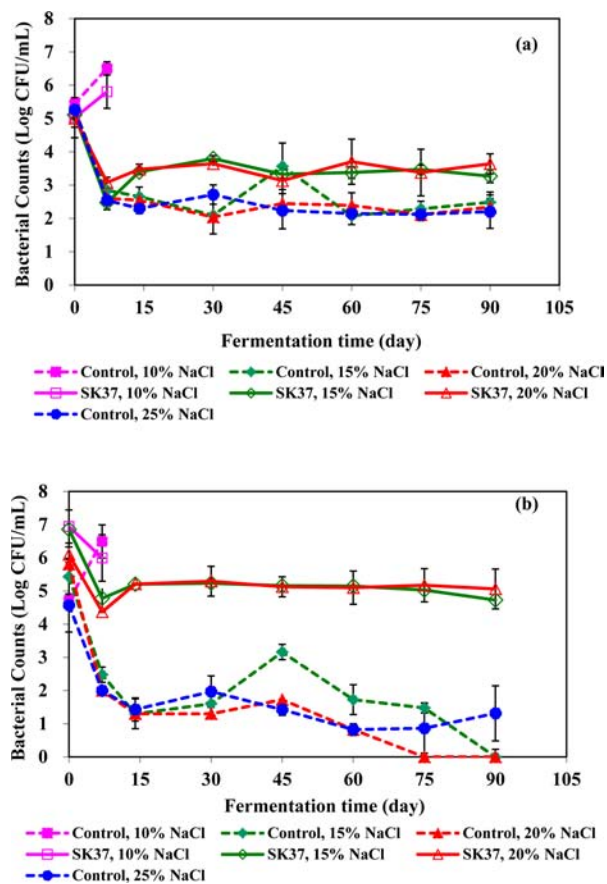 (a)
Bacterial Counts (Log CFU/mL)
8
7
6
5
4
3
2
1
0
0 15 30 45 60 75 90 105
Fermentation time (day)
Control, 10% NaCl Control, 15% NaCl Control, 20% NaCl
SK37, 10% NaCl SK37, 15% NaCl SK37, 20% NaCl
Control, 25% NaCl
(b)
Bacterial Counts (Log CFU/mL)
8
7
6
5
4
3
2
1
0
0 15 30 45 60 75 90 105
Fermentation time (day)
Control, 10% NaCl Control, 15% NaCl Control, 20% NaCl
SK37, 10% NaCl SK37, 15% NaCl SK37, 20% NaCl
Control, 25% NaCl